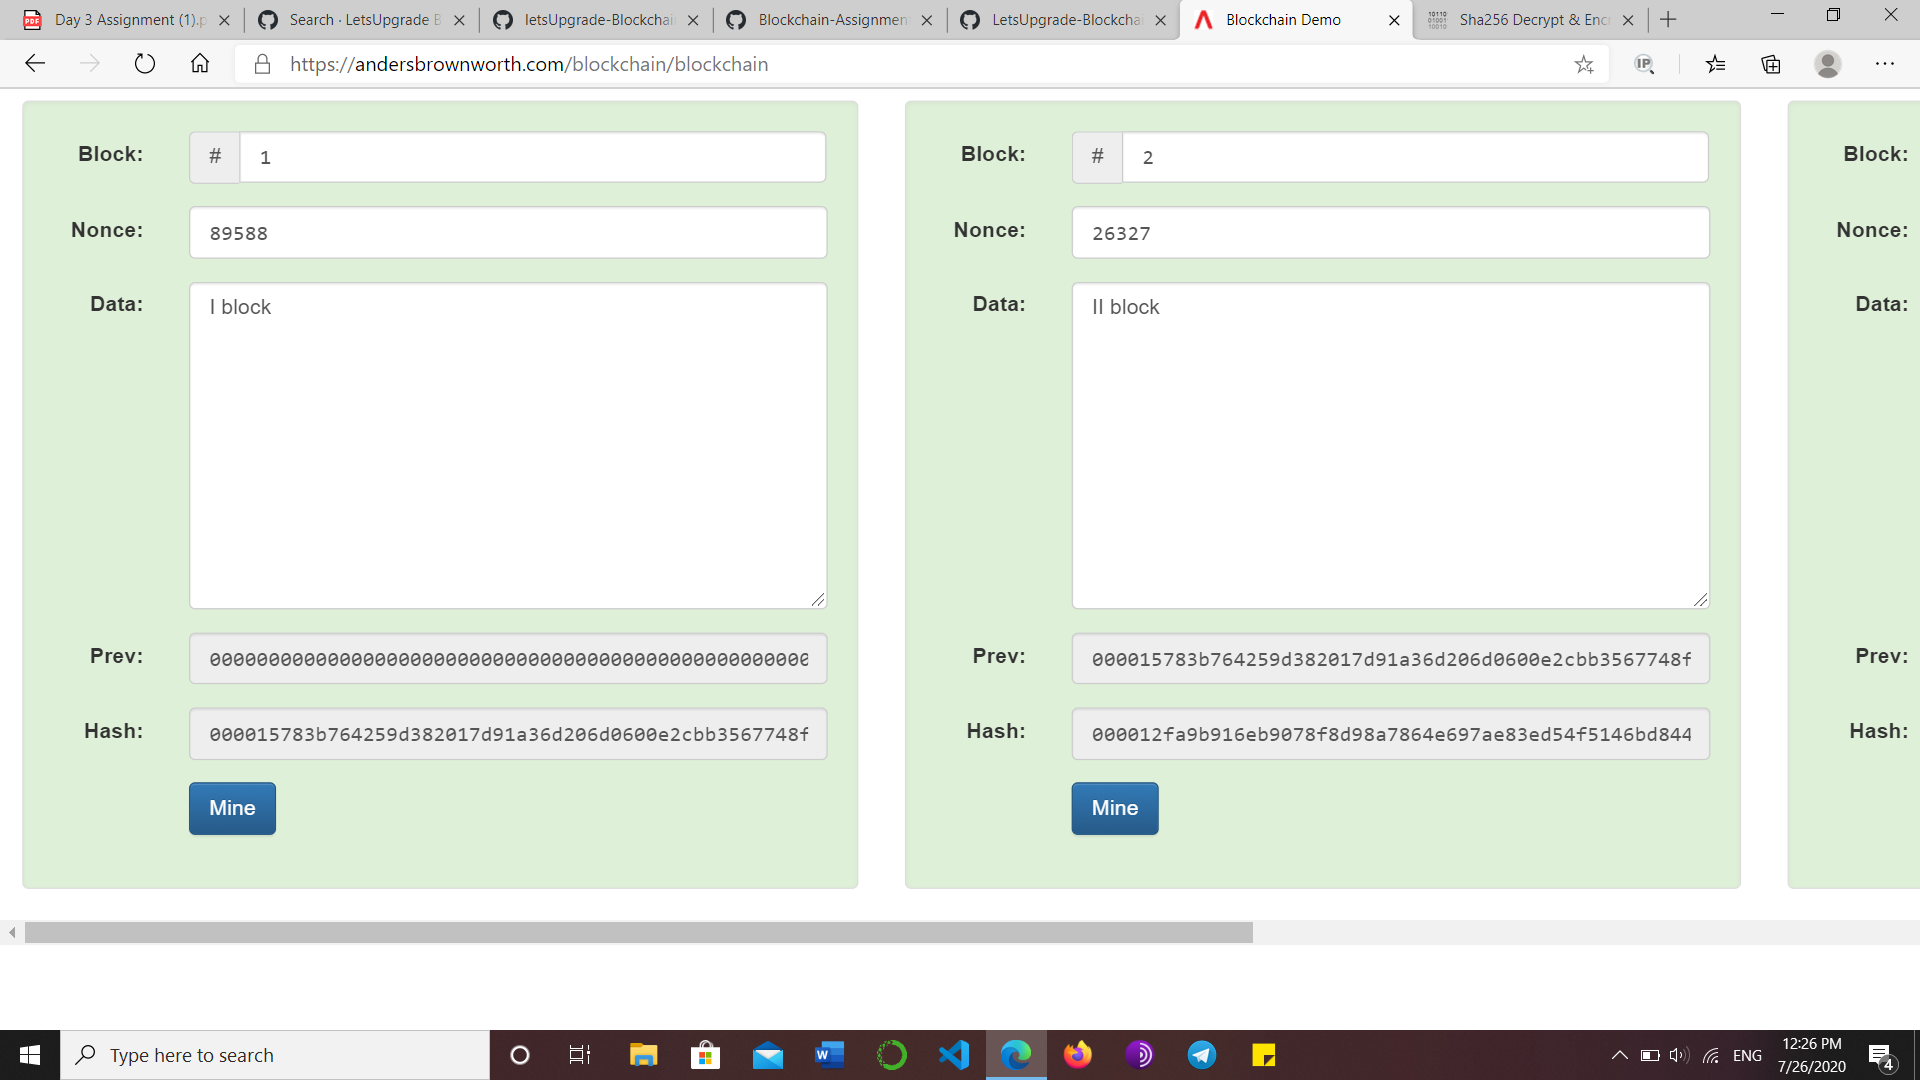 Day 3 Assignment (1).p
Search · LetsUpgrade B
letsUpgrade-Blockchai
Blockchain-Assignmen
LetsUpgrade-Blockcha
Blockchain Demo
Sha256 Decrypt & Enc
https://andersbrownworth.com/blockchain/blockchain
IP
Block: # 1
Nonce: 89588
Data: I block
Prev: 000000000000000000000000000000000000000000000000000
Hash: 000015783b764259d382017d91a36d206d0600e2cbb3567748f
Mine
Block: # 2
Nonce: 26327
Data: II block
Prev: 000015783b764259d382017d91a36d206d0600e2cbb3567748f
Hash: 000012fa9b916eb9078f8d98a7864e697ae83ed54f5146bd844
Mine
Block:
Nonce:
Data:
Prev:
Hash:
Type here to search
ENG
12:26 PM
7/26/2020
4